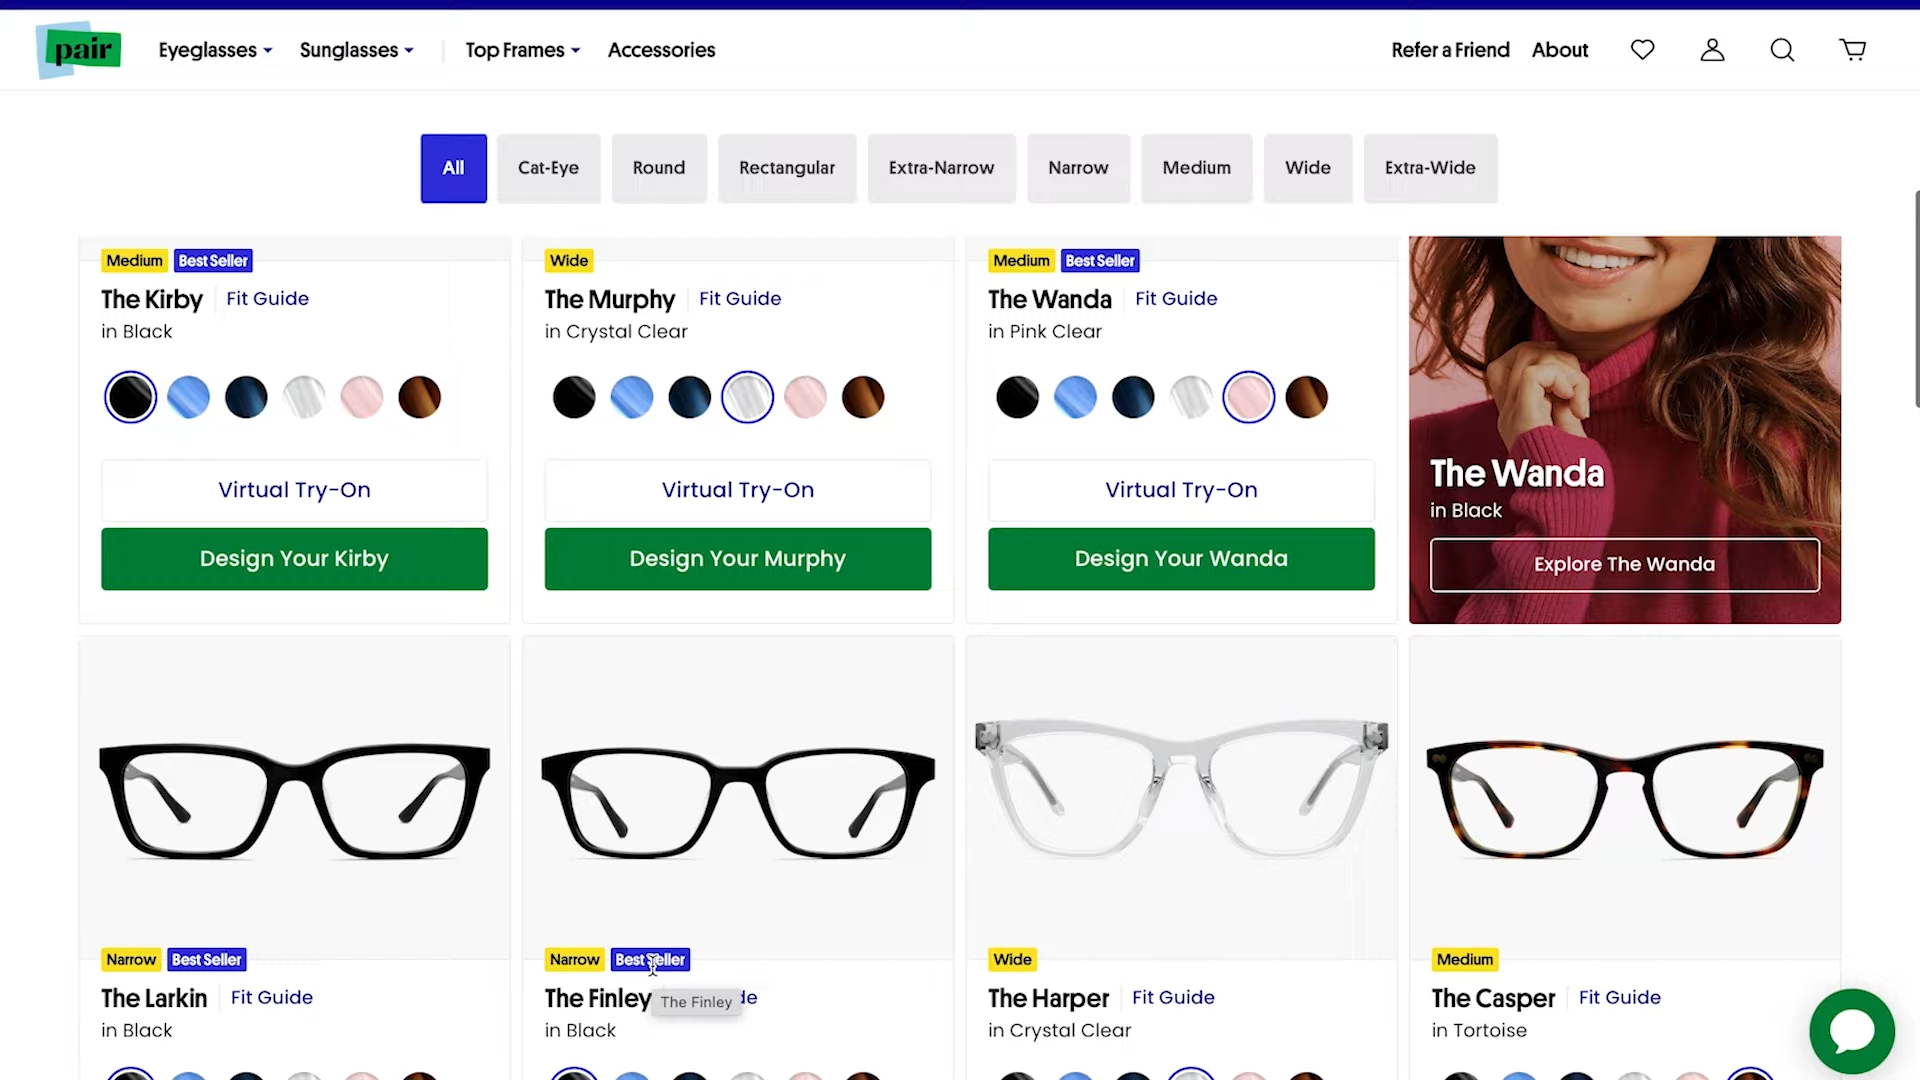 pair
Eyeglasses
Sunglasses
Top Frames
Accessories
Refer a Friend
About
All
Cat-Eye
Round
Rectangular
Extra-Narrow
Narrow
Medium
Wide
Extra-Wide
Medium Best Seller
The Kirby Fit Guide
in Black
Virtual Try-On
Design Your Kirby
Wide
The Murphy Fit Guide
in Crystal Clear
Virtual Try-On
Design Your Murphy
Medium Best Seller
The Wanda Fit Guide
in Pink Clear
Virtual Try-On
Design Your Wanda
The Wanda
in Black
Explore The Wanda
Narrow Best Seller
The Larkin Fit Guide
in Black
Narrow Best Seller
The Finley
The Finley
in Black
Wide
The Harper Fit Guide
in Crystal Clear
Medium
The Casper Fit Guide
in Tortoise